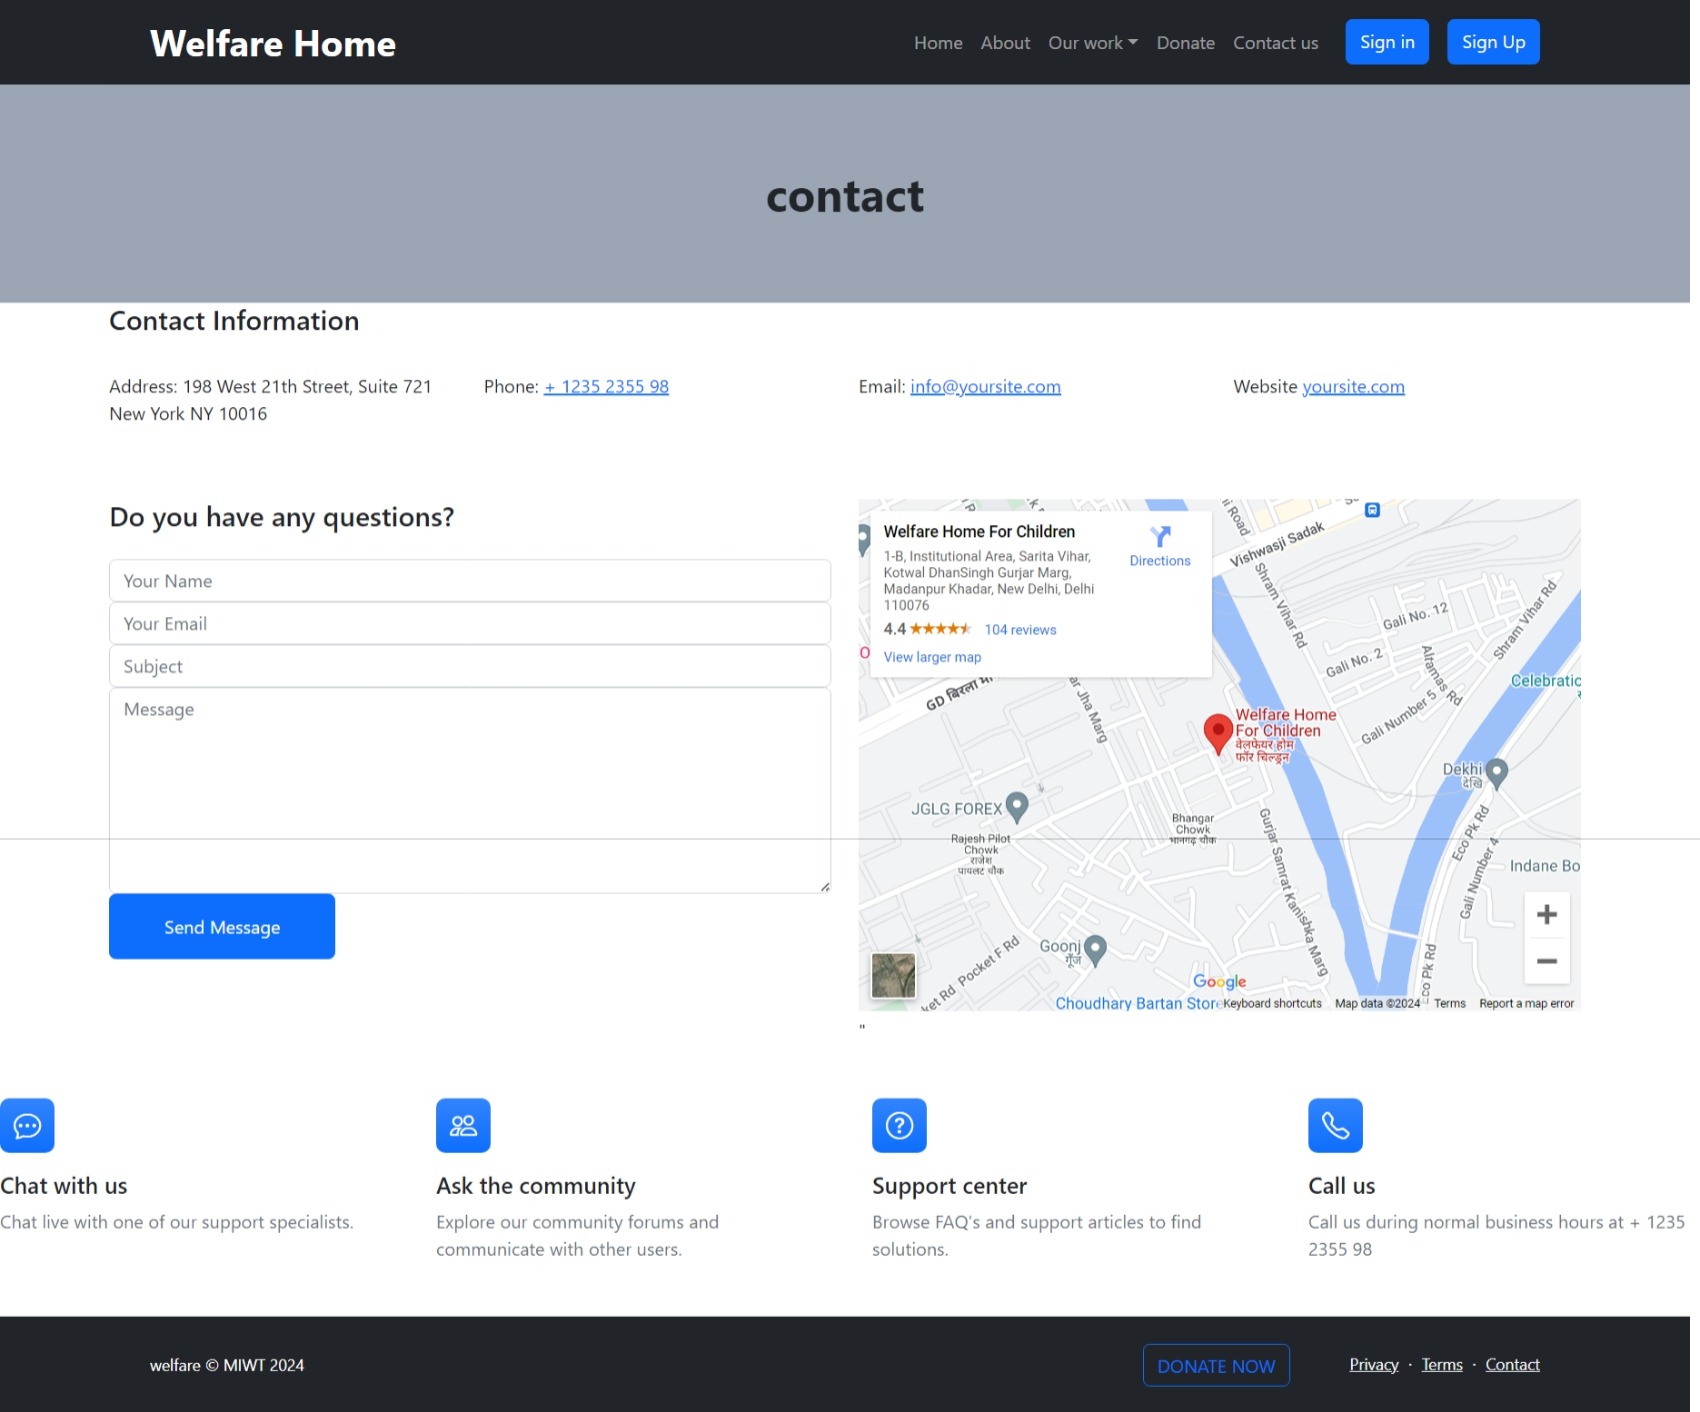 Welfare Home
Home About Our work Donate Contact us Sign in Sign Up
contact
Contact Information
Address: 198 West 21th Street, Suite 721
New York NY 10016
Phone: + 1235 2355 98
Email: info@yoursite.com
Website yoursite.com
Do you have any questions?
Your Name
Your Email
Subject
Message
Send Message
Welfare Home For Children
1-B, Institutional Area, Sarita Vihar,
Kotwal DhanSingh Gurjar Marg,
Madanpur Khadar, New Delhi, Delhi
110076
4.4 104 reviews
View larger map
Directions
Vishwasji Sadak
Shram Vihar Rd
Gali No. 12
Shram Vihar Rd
Gali No. 2
Altamas Rd
Gali Number 5
GD बिरला
Jha Marg
Welfare Home
For Children
वेलफेयर होम
फॉर चिल्ड्रन
Dekhi
देखि
JGLG FOREX
Bhangar
Chowk
भानगढ़ चौक
Rajesh Pilot
Chowk
राजेश
पायलट चौक
Gurjar Samrat Kanishka Marg
Eco Pk Rd
Gali Number 4
Indane Bo
Goonj
गूँज
Pocket F Rd
Eco Pk Rd
Google
Choudhary Bartan Store
Keyboard shortcuts Map data ©2024 Terms Report a map error
"
Chat with us
Chat live with one of our support specialists.
Ask the community
Explore our community forums and
communicate with other users.
Support center
Browse FAQ's and support articles to find
solutions.
Call us
Call us during normal business hours at + 1235
2355 98
welfare © MIWT 2024
DONATE NOW
Privacy · Terms · Contact